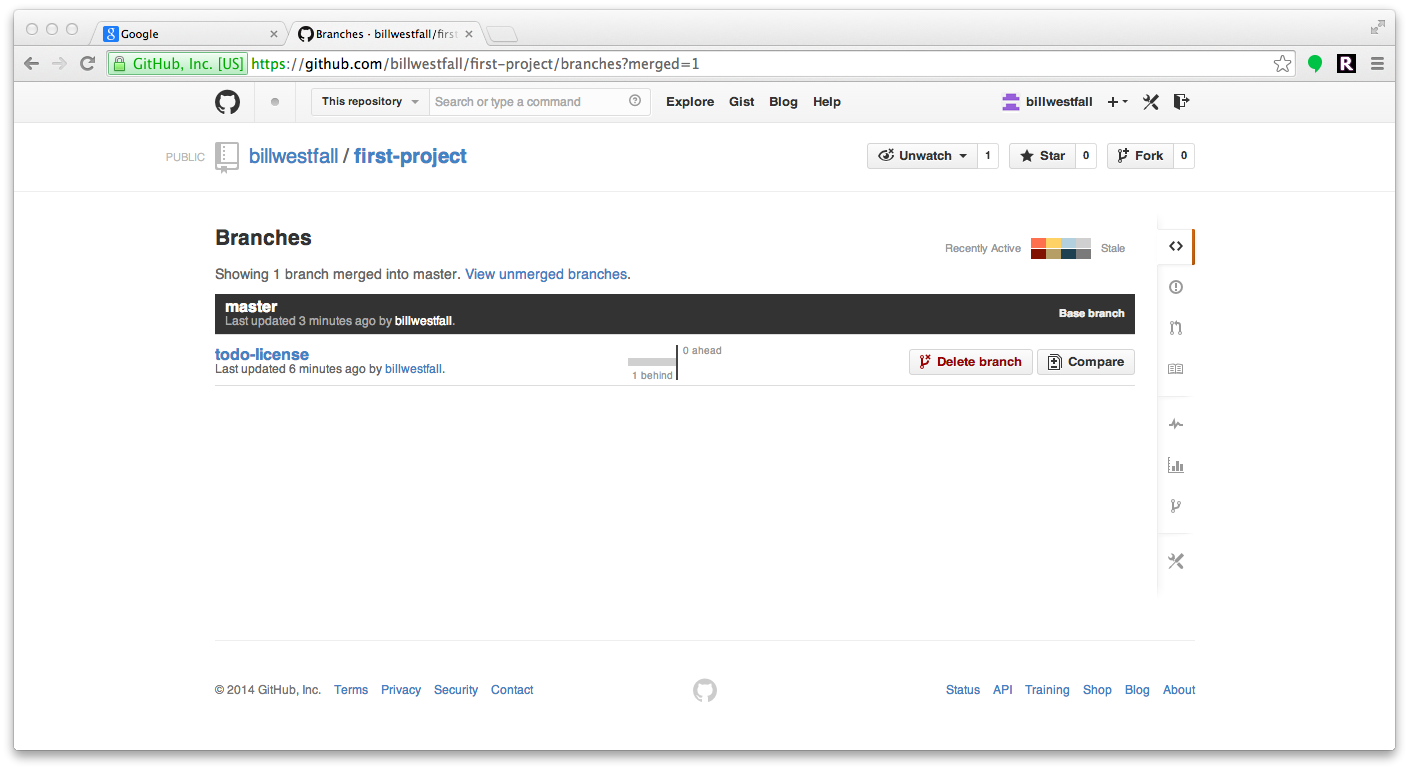 Google
Branches · billwestfall/first
GitHub, Inc. [US] https://github.com/billwestfall/first-project/branches?merged=1
This repository Search or type a command Explore Gist Blog Help billwestfall
PUBLIC billwestfall / first-project Unwatch 1 Star 0 Fork 0
Branches
Recently Active Stale
Showing 1 branch merged into master. View unmerged branches.
master
Last updated 3 minutes ago by billwestfall.
Base branch
todo-license
Last updated 6 minutes ago by billwestfall.
0 ahead
1 behind
Delete branch Compare
© 2014 GitHub, Inc. Terms Privacy Security Contact Status API Training Shop Blog About